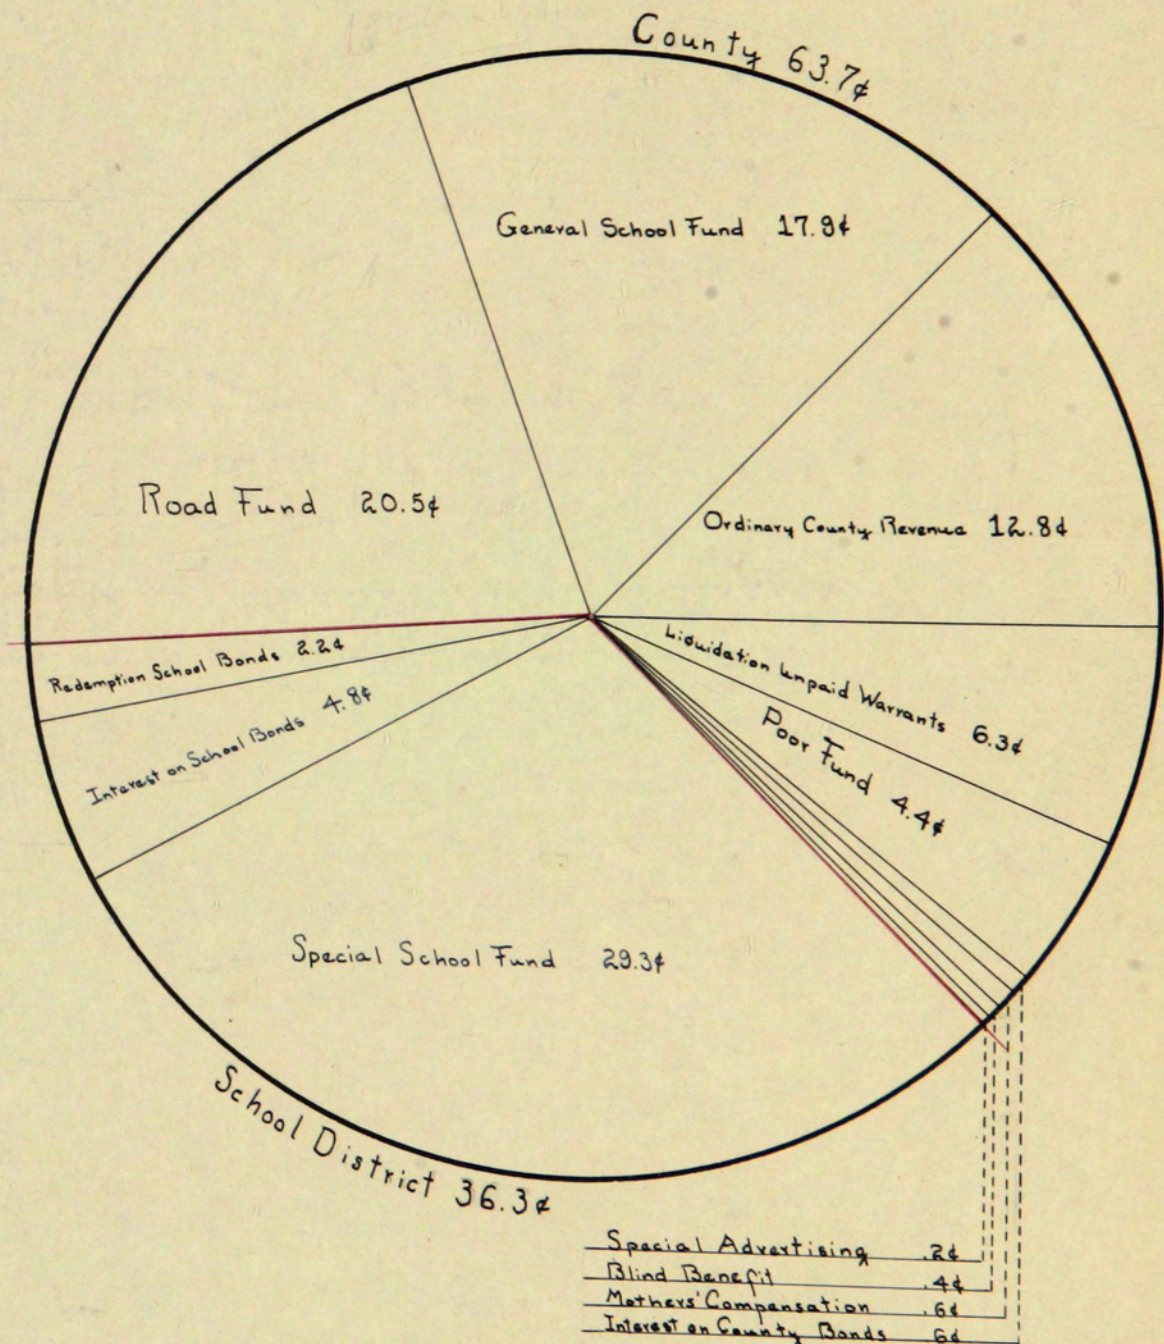 County 63.7¢
General School Fund 17.9¢
Road Fund 20.5¢
Ordinary County Revenue 12.8¢
Liquidation Unpaid Warrants 6.3¢
Poor Fund 4.4¢
Redemption School Bonds 2.2¢
Interest on School Bonds 4.8¢
Special School Fund 29.3¢
School District 36.3¢
Special Advertising .2¢
Blind Benefit .4¢
Mothers' Compensation .6¢
Interest on County Bonds .6¢